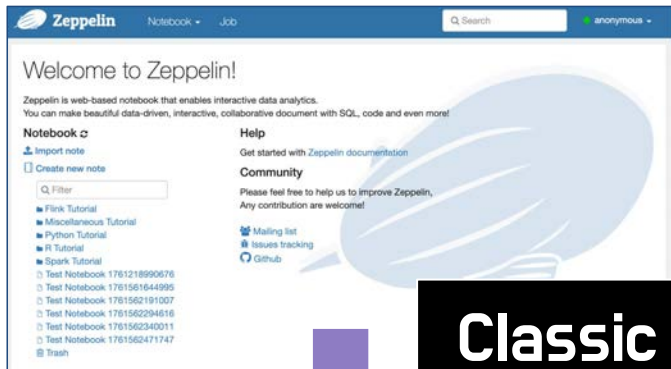 Zeppelin
Notebook
Job
Search
anonymous
Welcome to Zeppelin!
Zeppelin is web-based notebook that enables interactive data analytics.
You can make beautiful data-driven, interactive, collaborative document with SQL, code and even more!
Notebook
Import note
Create new note
Filter
Flink Tutorial
Miscellaneous Tutorial
Python Tutorial
R Tutorial
Spark Tutorial
Test Notebook 1761218990676
Test Notebook 1761561644995
Test Notebook 1761562191007
Test Notebook 1761562294616
Test Notebook 1761562340011
Test Notebook 1761562471747
Trash
Help
Get started with Zeppelin documentation
Community
Please feel free to help us to improve Zeppelin,
Any contribution are welcome!
Mailing list
Issues tracking
Github
Classic